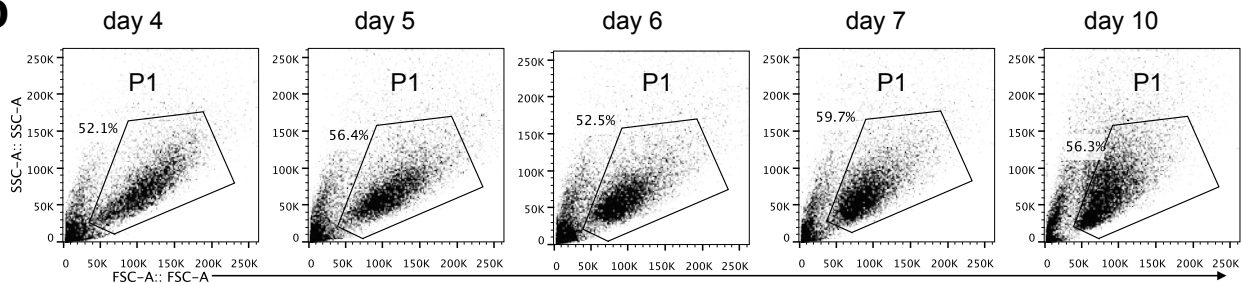 day 4 day 5 day 6 day 7 day 10
250K 250K 250K 250K 250K
P1 P1 P1 P1 P1
200K 200K 200K 200K 200K
52.1% 56.4% 52.5% 59.7% 56.3%
150K 150K 150K 150K 150K
SSC-A:: SSC-A
100K 100K 100K 100K 100K
50K 50K 50K 50K 50K
0 0 0 0 0
0 50K 100K 150K 200K 250K 0 50K 100K 150K 200K 250K 0 50K 100K 150K 200K 250K 0 50K 100K 150K 200K 250K 0 50K 100K 150K 200K 250K
FSC-A:: FSC-A